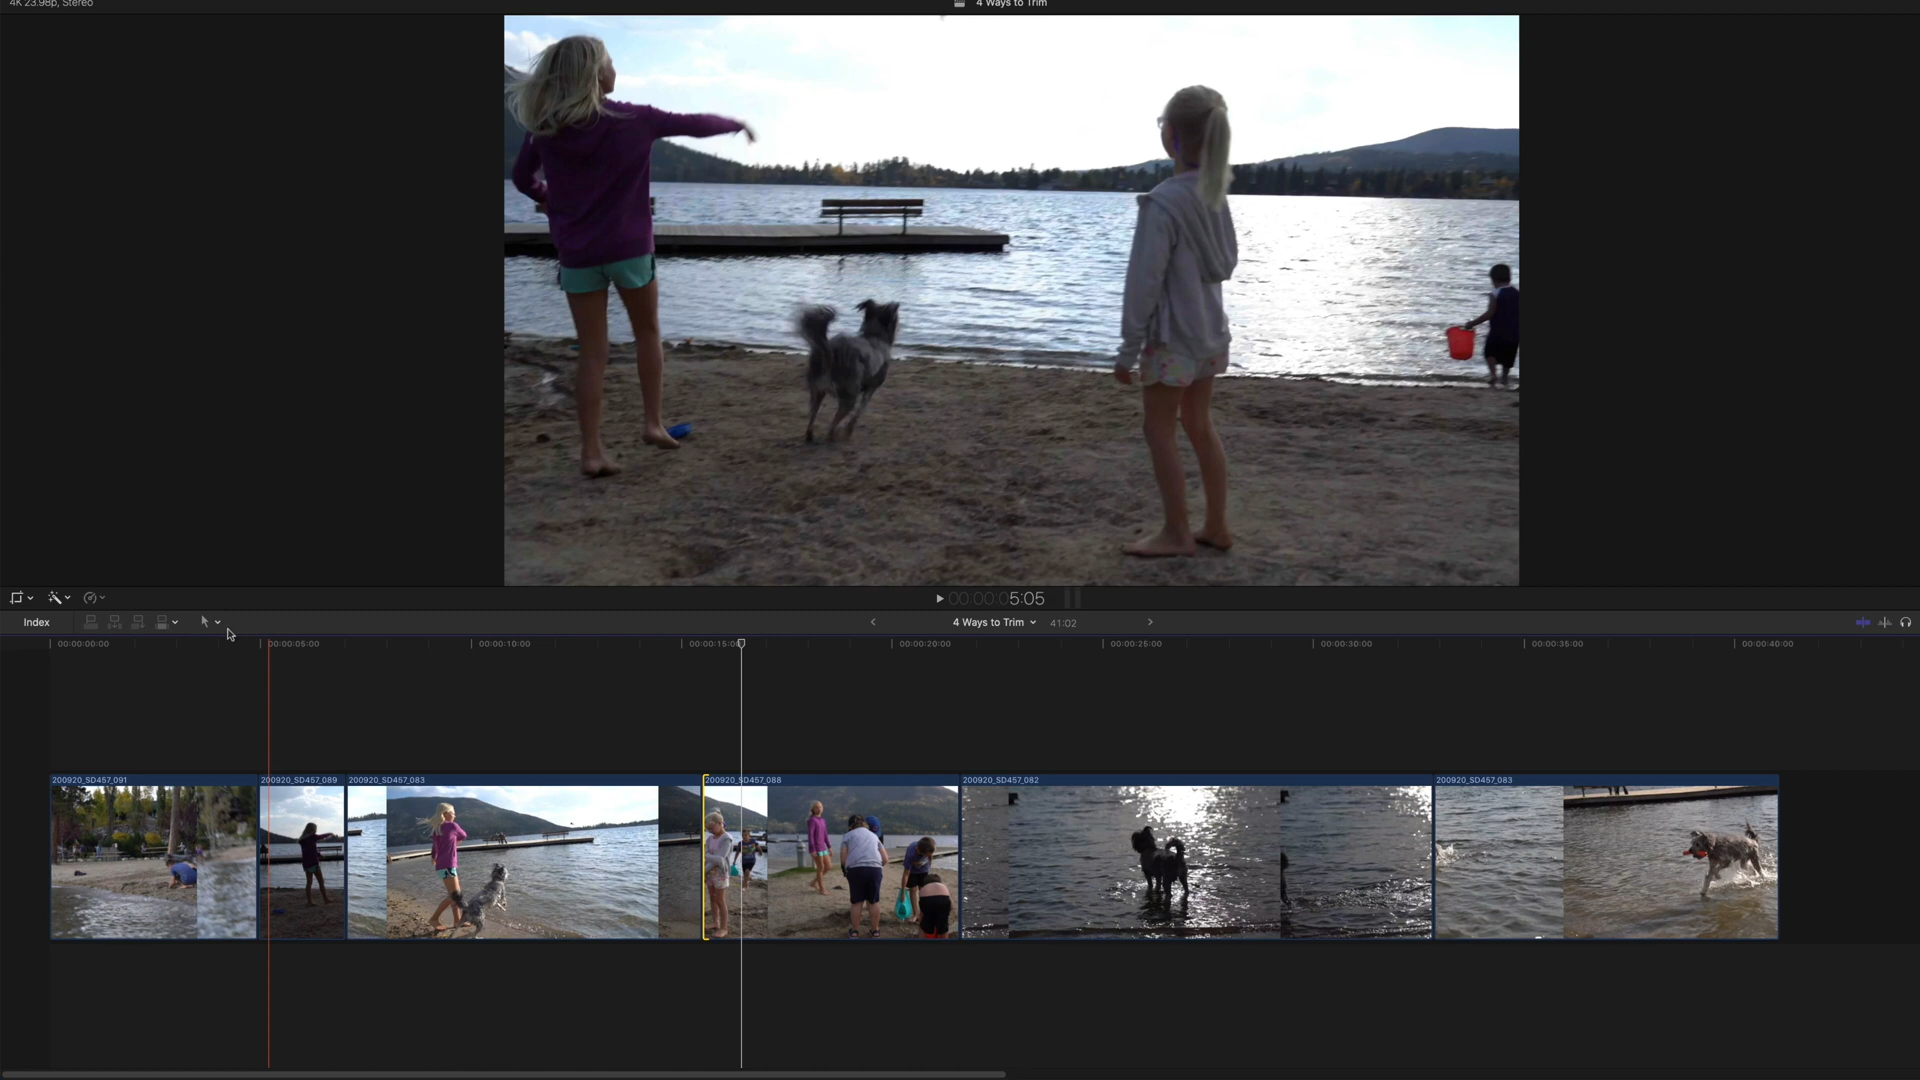 4K 23.98p, Stereo
4 Ways to Trim
00:00:05:05
Index
4 Ways to Trim
41:02
00:00:00:00
00:00:05:00
00:00:10:00
00:00:15:00
00:00:20:00
00:00:25:00
00:00:30:00
00:00:35:00
00:00:40:00
200920_SD457_091
200920_SD457_089
200920_SD457_083
200920_SD457_088
200920_SD457_082
200920_SD457_083